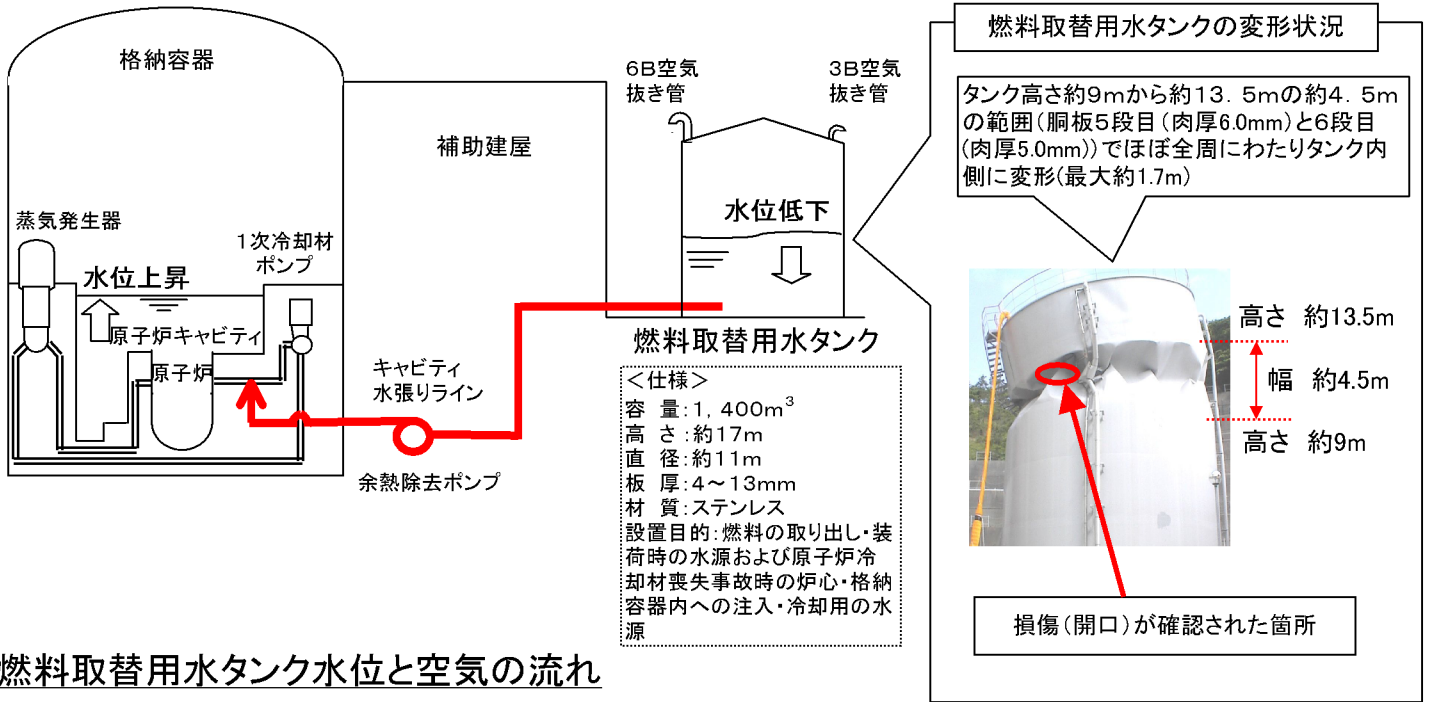 格納容器
補助建屋
6B空気
抜き管
3B空気
抜き管
蒸気発生器
1次冷却材
ポンプ
水位上昇
原子炉キャビティ
原子炉
キャビティ
水張りライン
余熱除去ポンプ
水位低下
燃料取替用水タンク
＜仕様＞
容 量：1，400m³
高 さ：約17m
直 径：約11m
板 厚：4～13mm
材 質：ステンレス
設置目的：燃料の取り出し・装
荷時の水源および原子炉冷
却材喪失事故時の炉心・格納
容器内への注入・冷却用の水
源
燃料取替用水タンクの変形状況
タンク高さ約9mから約13．5mの約4．5m
の範囲（胴板5段目（肉厚6.0mm）と6段目
（肉厚5.0mm））でほぼ全周にわたりタンク内
側に変形（最大約1.7m）
高さ 約13.5m
幅 約4.5m
高さ 約9m
損傷（開口）が確認された箇所
燃料取替用水タンク水位と空気の流れ